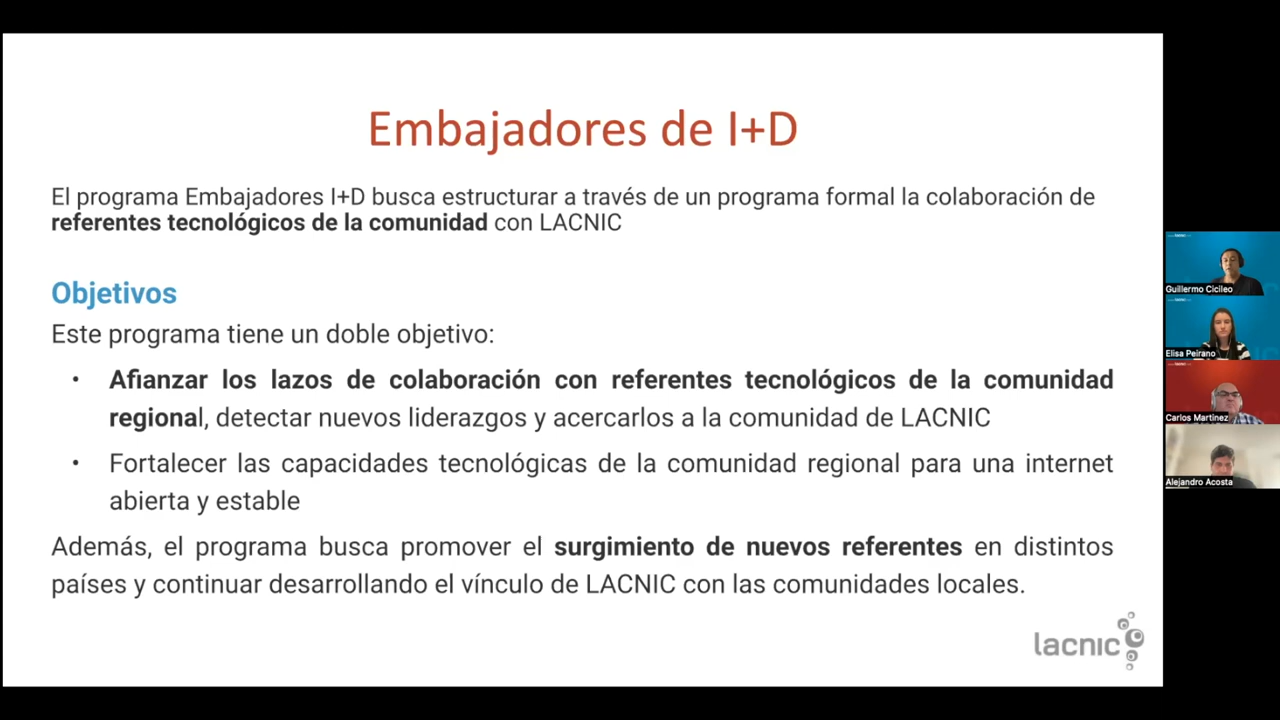 Embajadores de I+D
El programa Embajadores I+D busca estructurar a través de un programa formal la colaboración de
referentes tecnológicos de la comunidad con LACNIC
Objetivos
Este programa tiene un doble objetivo:
• Afianzar los lazos de colaboración con referentes tecnológicos de la comunidad
regional, detectar nuevos liderazgos y acercarlos a la comunidad de LACNIC
• Fortalecer las capacidades tecnológicas de la comunidad regional para una internet
abierta y estable
Además, el programa busca promover el surgimiento de nuevos referentes en distintos
países y continuar desarrollando el vínculo de LACNIC con las comunidades locales.
lacnic
Guillermo Cicileo
Elisa Peirano
Carlos Martinez
Alejandro Acosta